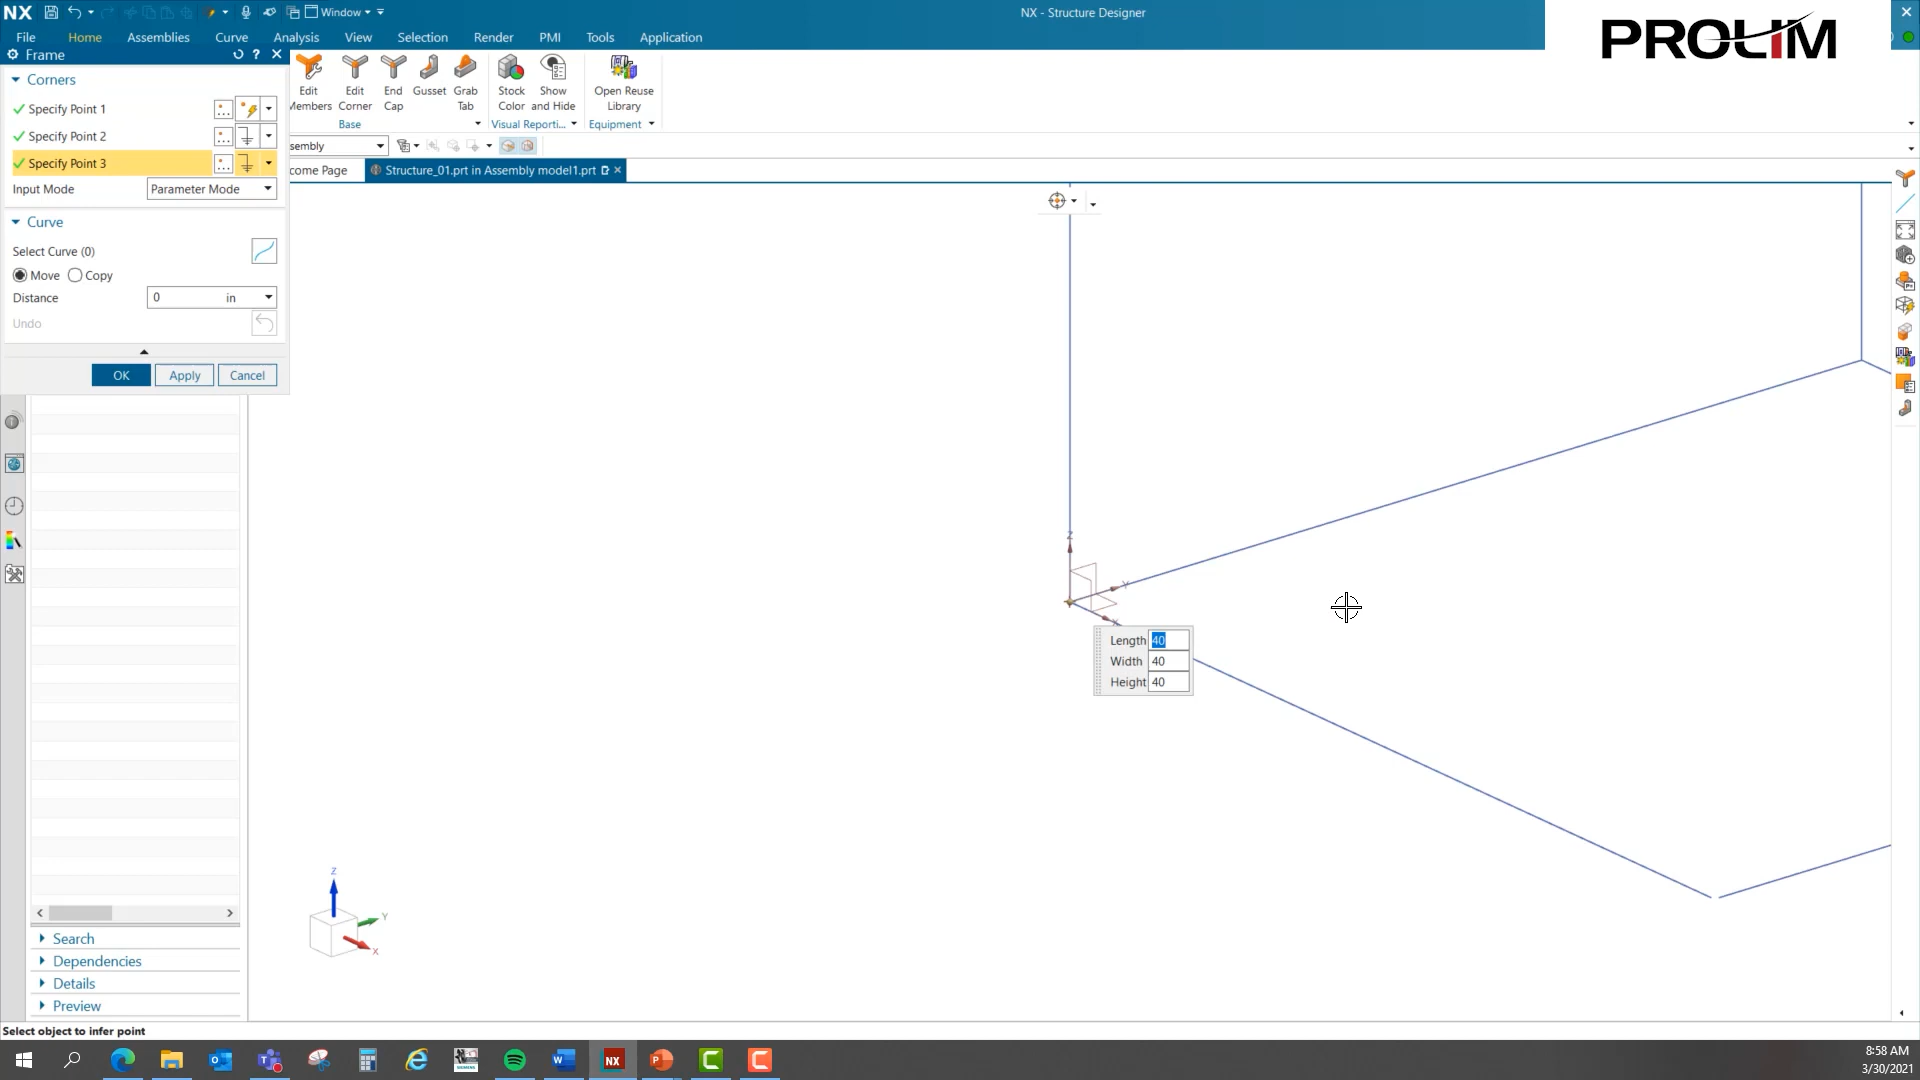 NX
Window
NX - Structure Designer
PROLIM
File Home Assemblies Curve Analysis View Selection Render PMI Tools Application
Frame
?
Corners
Specify Point 1
Specify Point 2
Specify Point 3
Input Mode Parameter Mode
Curve
Select Curve (0)
Move Copy
Distance 0 in
Undo
OK Apply Cancel
Edit Members
Edit Corner
End Cap
Gusset
Grab Tab
Stock Color
Show and Hide
Open Reuse Library
Base Visual Reporti... Equipment
sembly
come Page Structure_01.prt in Assembly model1.prt
Z
Y
X
Length 40
Width 40
Height 40
Z
Y
X
Search
Dependencies
Details
Preview
Select object to infer point
NX
8:58 AM
3/30/2021